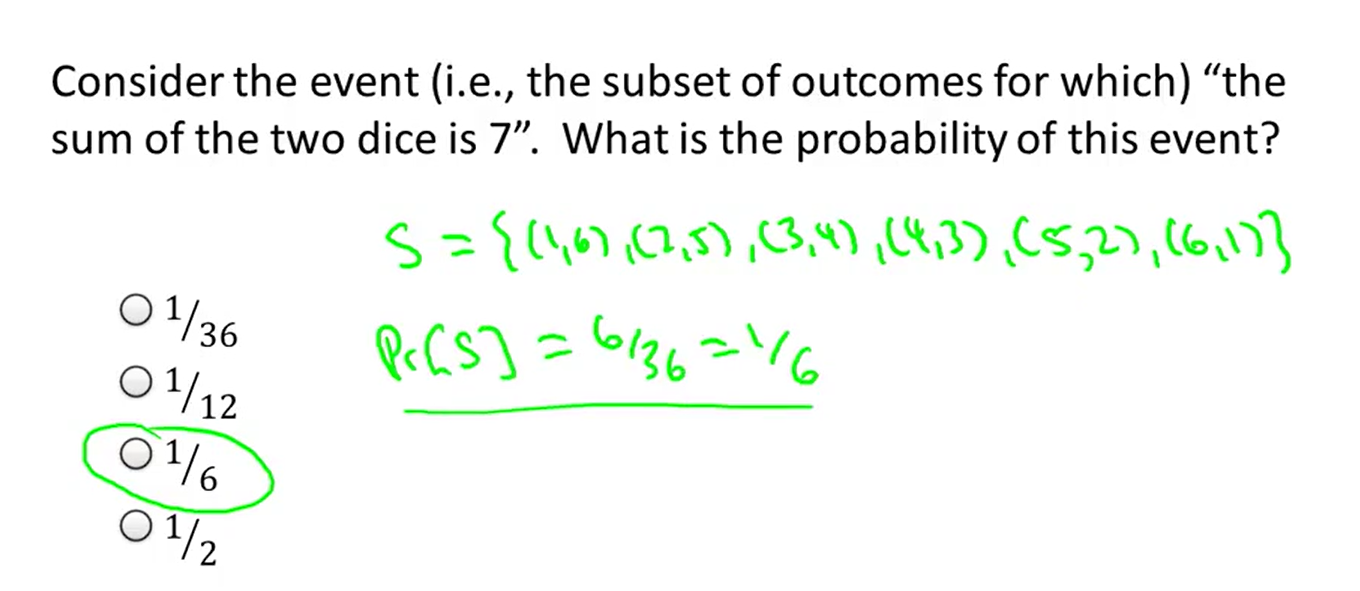 Consider the event (i.e., the subset of outcomes for which) “the
sum of the two dice is 7”. What is the probability of this event?
S = {(1,6),(2,5),(3,4),(4,3),(5,2),(6,1)}
1/36
Pr[S] = 6/36 = 1/6
1/12
1/6
1/2